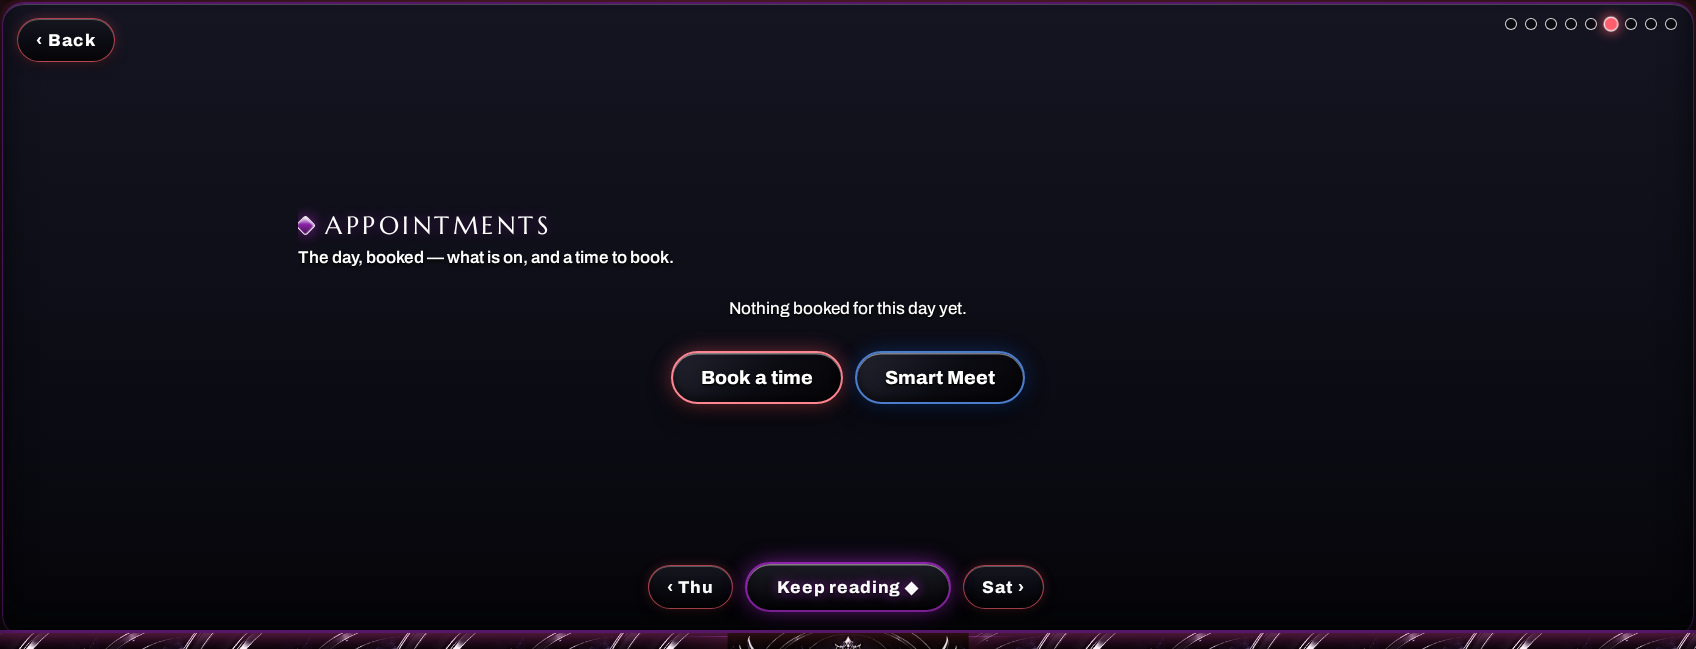 ‹ Back
APPOINTMENTS
The day, booked — what is on, and a time to book.
Nothing booked for this day yet.
Book a time
Smart Meet
‹ Thu
Keep reading ◆
Sat ›